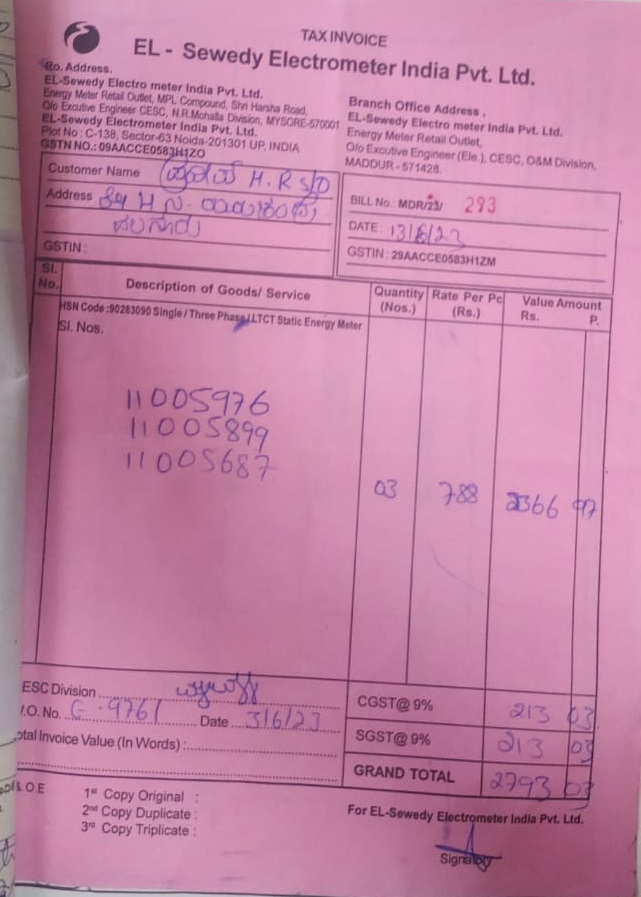 TAX INVOICE
EL - Sewedy Electrometer India Pvt. Ltd.
Ro. Address.
EL-Sewedy Electro meter India Pvt. Ltd.
Energy Meter Retail Outlet, MPL Compound, Shri Harsha Road,
O/o Excutive Engineer CESC, N.R.Mohalla Division, MYSORE-570001
EL-Sewedy Electrometer India Pvt. Ltd.
Plot No : C-138, Sector-63 Noida-201301 UP, INDIA
GSTN NO.: 09AACCE0583H1ZO
Branch Office Address .
EL-Sewedy Electro meter India Pvt. Ltd.
Energy Meter Retail Outlet,
O/o Excutive Engineer (Ele.), CESC, O&M Division,
MADDUR - 571428.
Customer Name H.R S/O
Address
GSTIN :
BILL No.: MDR/23/ 293
DATE : 13/6/23
GSTIN : 29AACCE0583H1ZM
Sl. No. Description of Goods/ Service Quantity (Nos.) Rate Per Pc (Rs.) Value Amount Rs. P.
HSN Code :90283090 Single / Three Phase/ LTCT Static Energy Meter
Sl. Nos.
11005976
11005899
11005687
03 788 2366 97
ESC Division
.O. No. G-9761 Date 3/6/23
otal Invoice Value (In Words) :
CGST@ 9% 213 03
SGST@ 9% 213 03
GRAND TOTAL 2793 03
& O.E
1st Copy Original :
2nd Copy Duplicate :
3rd Copy Triplicate :
For EL-Sewedy Electrometer India Pvt. Ltd.
Signatory